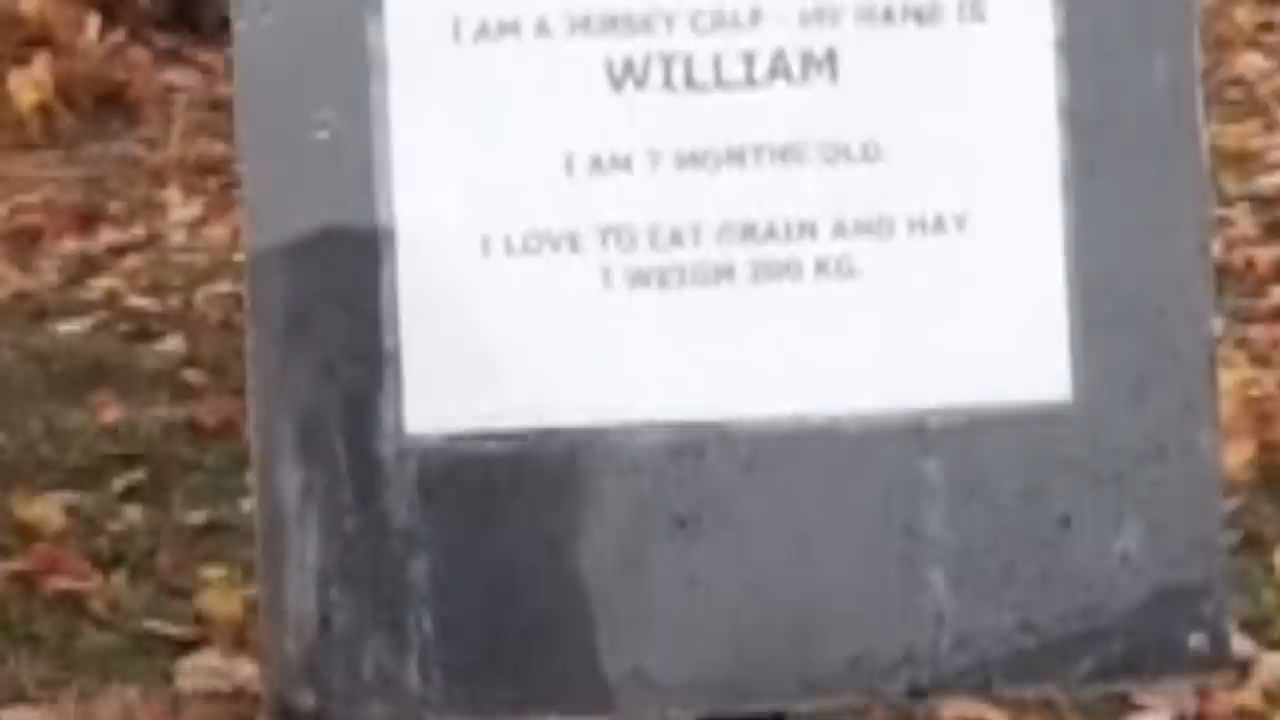 I AM A JERSEY CALF - MY NAME IS
WILLIAM
I AM 7 MONTHS OLD.
I LOVE TO EAT GRAIN AND HAY
I WEIGH 200 KG.